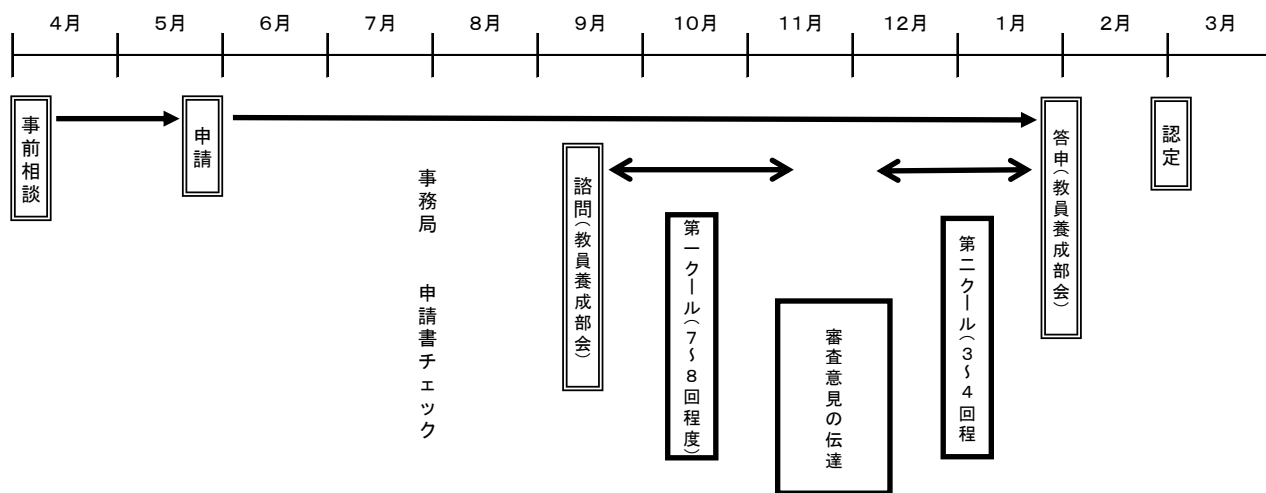 4月
5月
6月
7月
8月
9月
10月
11月
12月
1月
2月
3月
事前相談
申請
事務局 申請書チェック
諮問(教員養成部会)
第一クール(7～8回程度)
審査意見の伝達
第二クール(3～4回程
答申(教員養成部会)
認定